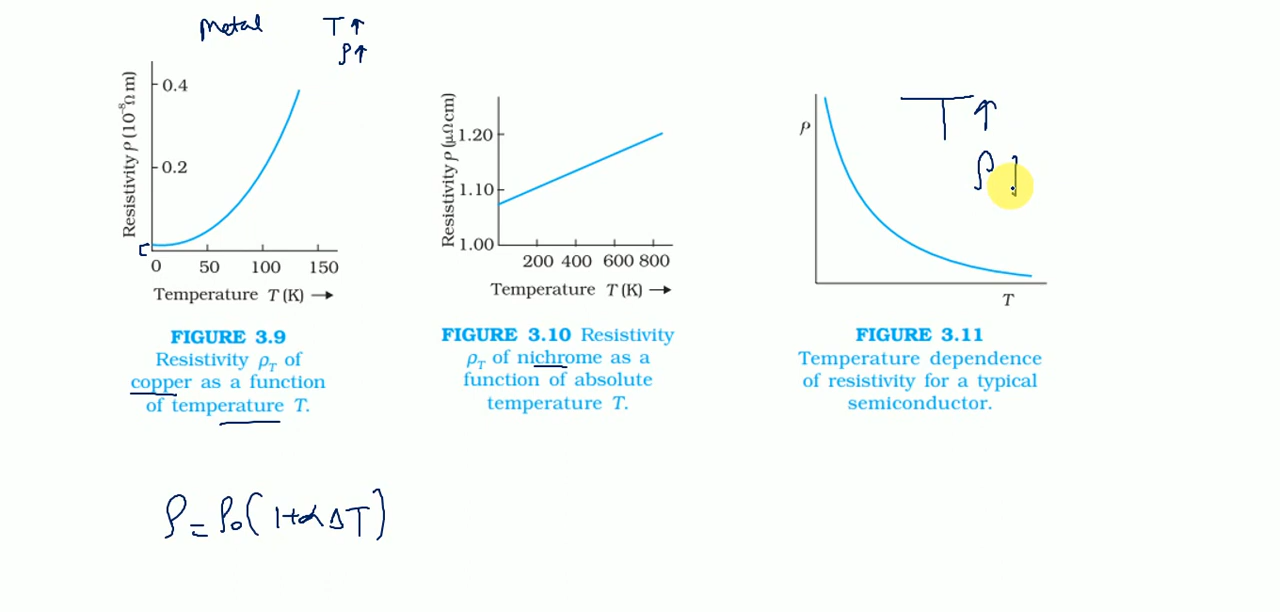 Metal T↑
ρ↑
Resistivity ρ (10⁻⁸ Ω m)
0.4
0.2
0 50 100 150
Temperature T (K) →
FIGURE 3.9
Resistivity ρT of
copper as a function
of temperature T.
Resistivity ρ (μΩ cm)
1.20
1.10
1.00
200 400 600 800
Temperature T (K) →
FIGURE 3.10 Resistivity
ρT of nichrome as a
function of absolute
temperature T.
ρ
T↑
ρ↓
T
FIGURE 3.11
Temperature dependence
of resistivity for a typical
semiconductor.
ρ = ρ₀(1+αΔT)